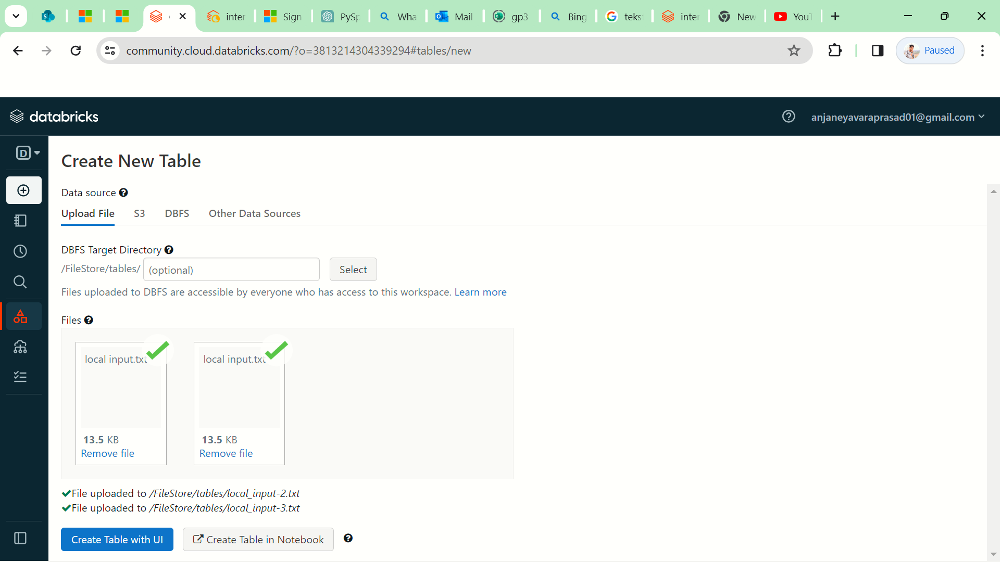 inter
Sign
PySp
Wha
Mail
gp3
Bing
tekst
inter
New
YouT
community.cloud.databricks.com/?o=3813214304339294#tables/new
Paused
databricks
anjaneyavaraprasad01@gmail.com
D
Create New Table
Data source
Upload File S3 DBFS Other Data Sources
DBFS Target Directory
/FileStore/tables/ (optional) Select
Files uploaded to DBFS are accessible by everyone who has access to this workspace. Learn more
Files
local input.txt local input.txt
13.5 KB 13.5 KB
Remove file Remove file
File uploaded to /FileStore/tables/local_input-2.txt
File uploaded to /FileStore/tables/local_input-3.txt
Create Table with UI Create Table in Notebook